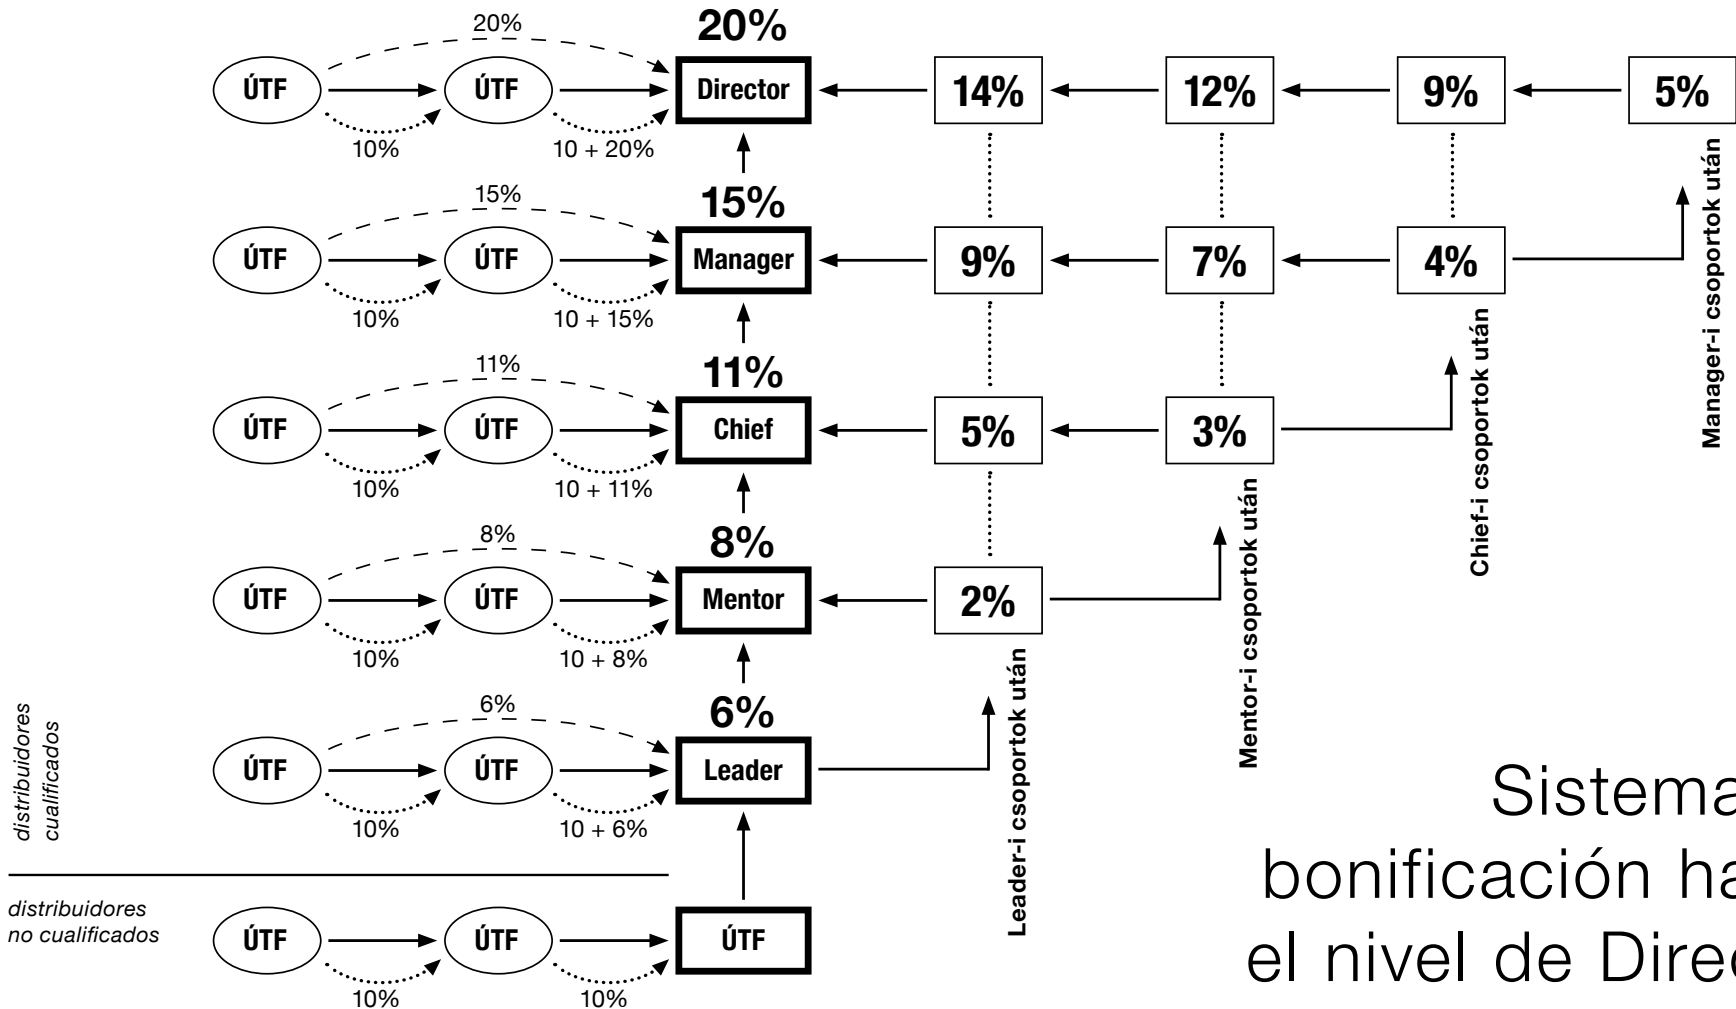 20%
20%
ÚTF
ÚTF
Director
14%
12%
9%
5%
10%
10 + 20%
15%
15%
ÚTF
ÚTF
Manager
9%
7%
4%
10%
10 + 15%
Manager-i csoportok után
11%
11%
ÚTF
ÚTF
Chief
5%
3%
10%
10 + 11%
Chief-i csoportok után
8%
8%
ÚTF
ÚTF
Mentor
2%
10%
10 + 8%
Mentor-i csoportok után
6%
6%
ÚTF
ÚTF
Leader
10%
10 + 6%
Leader-i csoportok után
distribuidores
cualificados
distribuidores
no cualificados
ÚTF
ÚTF
ÚTF
10%
10%
Sistema
bonificación ha
el nivel de Direc